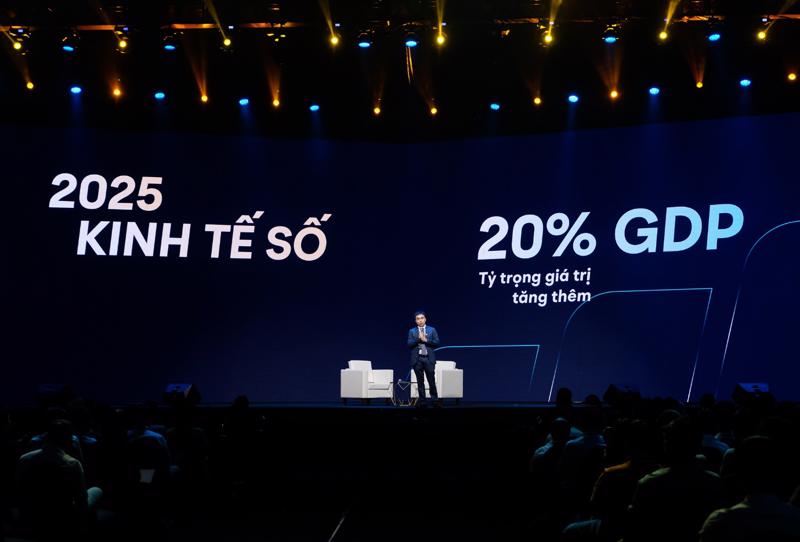 2025
KINH TẾ SỐ
20% GDP
Tỷ trọng giá trị
tăng thêm